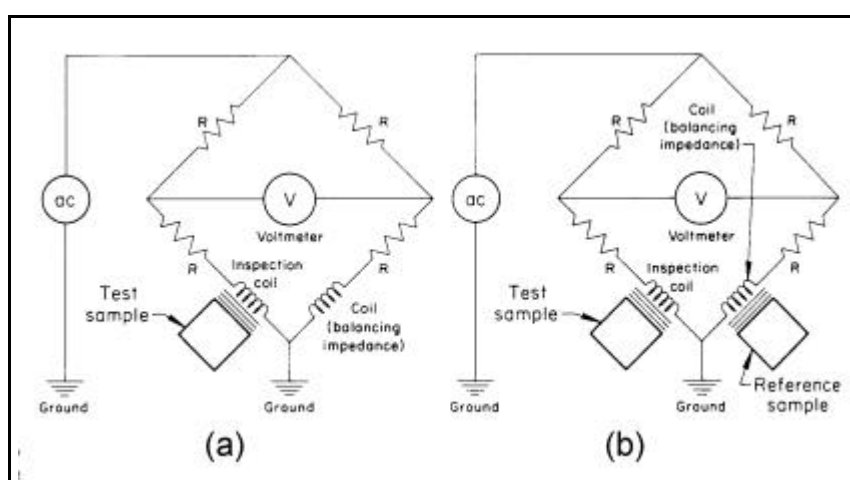 R
R
ac
V
Voltmeter
R
R
Inspection
coil
Test
sample
Coil
(balancing
impedance)
Ground
Ground
(a)
Coil
(balancing
impedance)
R
R
ac
V
Voltmeter
R
R
Inspection
coil
Test
sample
Reference
sample
Ground
Ground
(b)